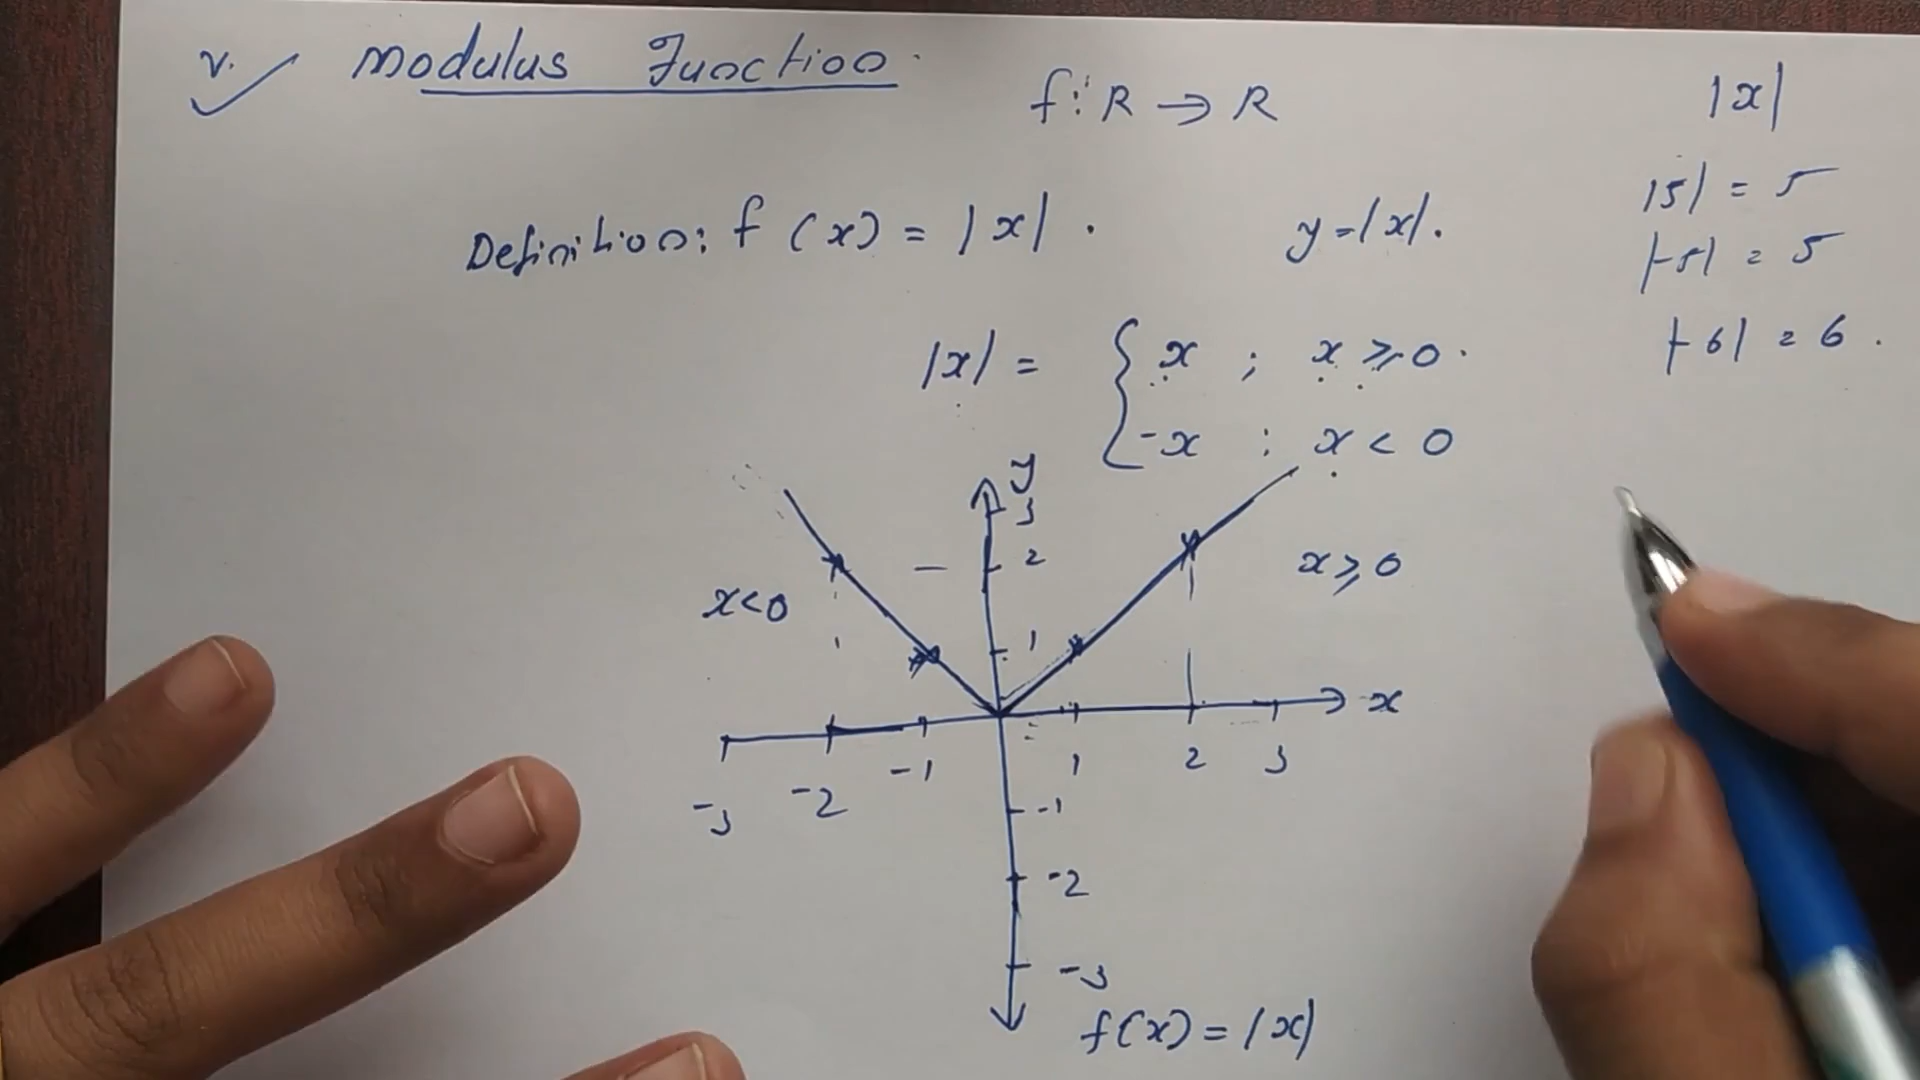 v. Modulus Function.
f: R → R
|x|
|5| = 5
|-5| = 5
|-6| = 6.
Definition: f(x) = |x|.
y = |x|.
|x| = { x ; x ≥ 0.
-x ; x < 0
y
3
2
1
x<0
x ≥ 0
x
-3 -2 -1 1 2 3
-1
-2
-3
f(x) = |x|